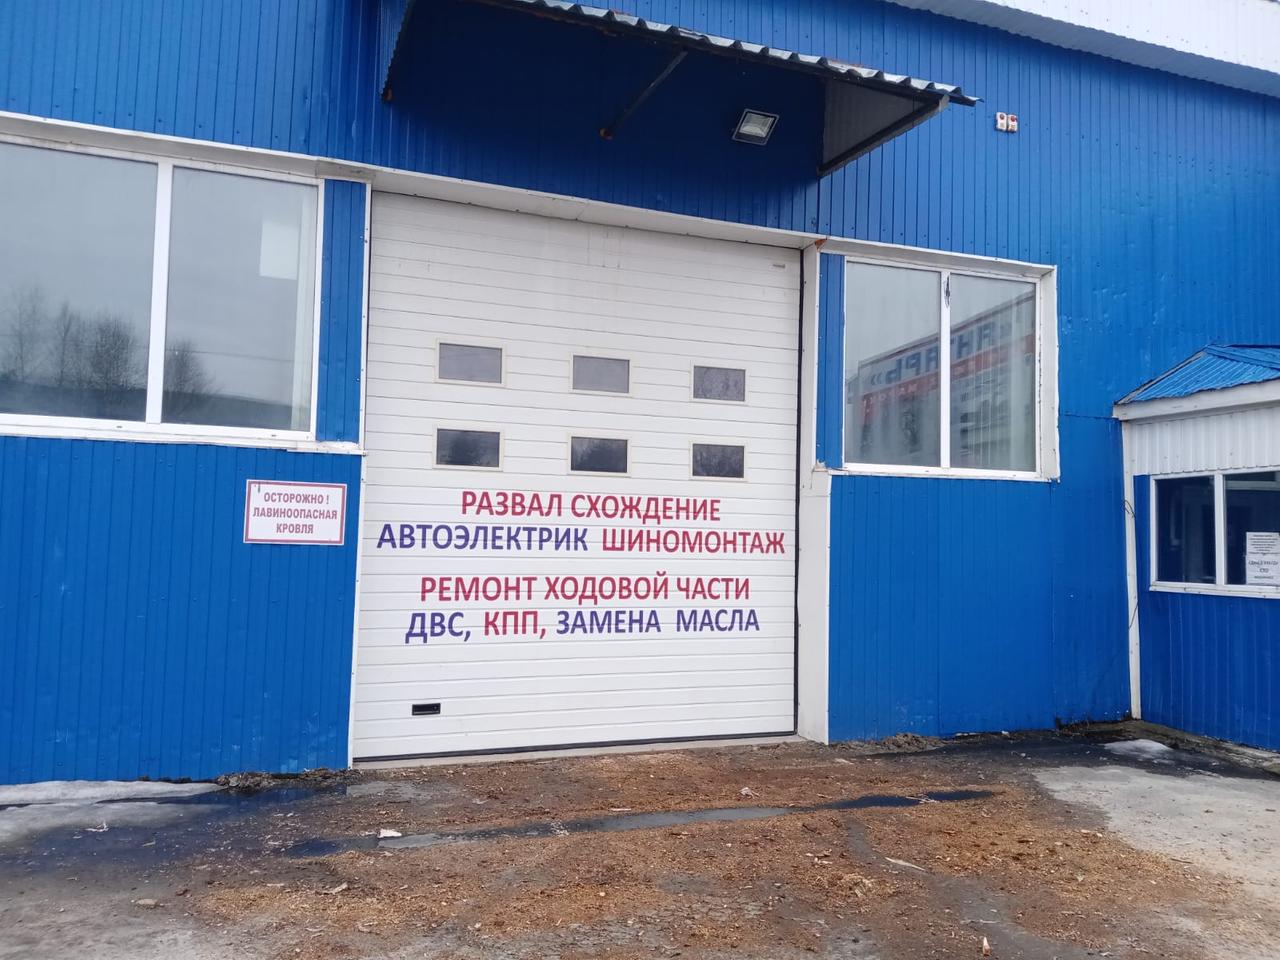 ОСТОРОЖНО !
ЛАВИНООПАСНАЯ
КРОВЛЯ
РАЗВАЛ СХОЖДЕНИЕ
АВТОЭЛЕКТРИК ШИНОМОНТАЖ
РЕМОНТ ХОДОВОЙ ЧАСТИ
ДВС, КПП, ЗАМЕНА МАСЛА